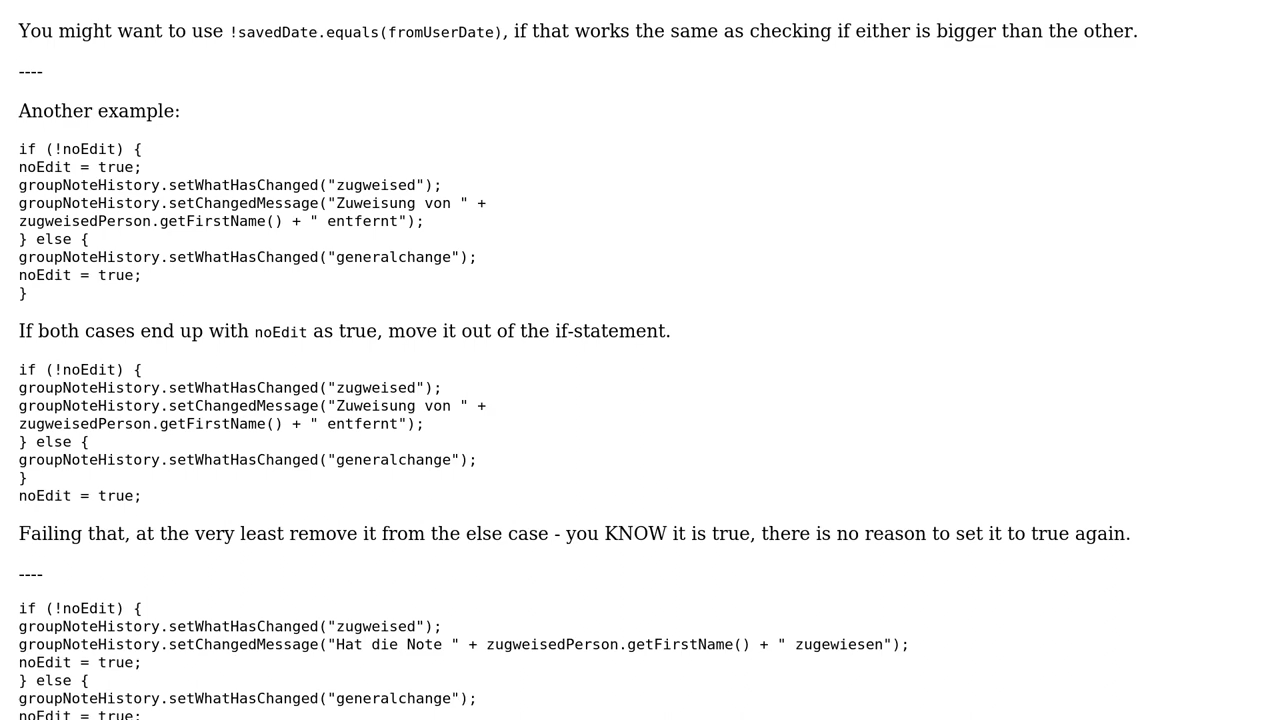 You might want to use !savedDate.equals(fromUserDate), if that works the same as checking if either is bigger than the other.
----
Another example:
if (!noEdit) {
noEdit = true;
groupNoteHistory.setWhatHasChanged("zugweised");
groupNoteHistory.setChangedMessage("Zuweisung von " +
zugweisedPerson.getFirstName() + " entfernt");
} else {
groupNoteHistory.setWhatHasChanged("generalchange");
noEdit = true;
}
If both cases end up with noEdit as true, move it out of the if-statement.
if (!noEdit) {
groupNoteHistory.setWhatHasChanged("zugweised");
groupNoteHistory.setChangedMessage("Zuweisung von " +
zugweisedPerson.getFirstName() + " entfernt");
} else {
groupNoteHistory.setWhatHasChanged("generalchange");
}
noEdit = true;
Failing that, at the very least remove it from the else case - you KNOW it is true, there is no reason to set it to true again.
----
if (!noEdit) {
groupNoteHistory.setWhatHasChanged("zugweised");
groupNoteHistory.setChangedMessage("Hat die Note " + zugweisedPerson.getFirstName() + " zugewiesen");
noEdit = true;
} else {
groupNoteHistory.setWhatHasChanged("generalchange");
noEdit = true;